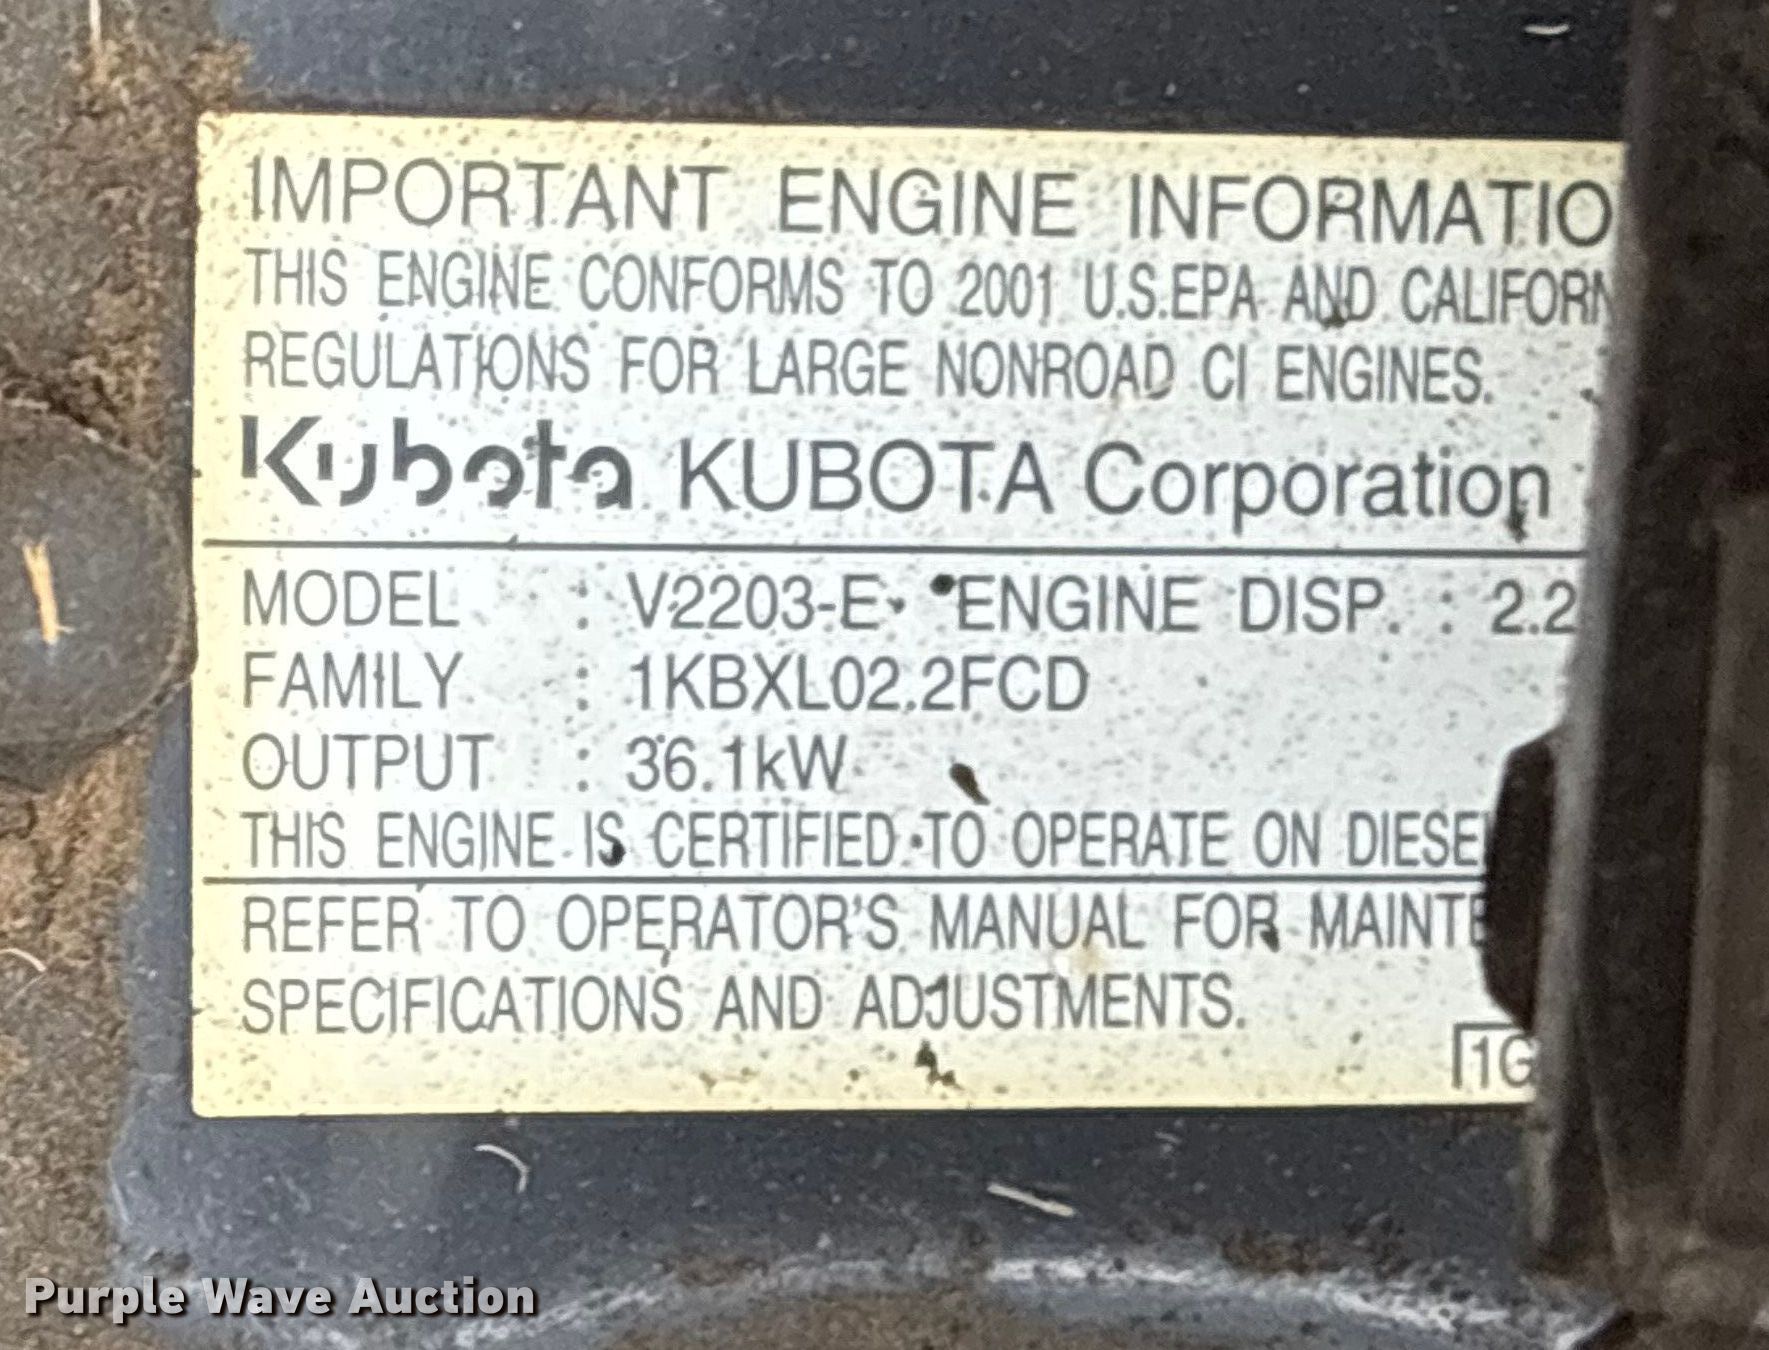 IMPORTANT ENGINE INFORMATIO
THIS ENGINE CONFORMS TO 2001 U.S.EPA AND CALIFORN
REGULATIONS FOR LARGE NONROAD CI ENGINES.
Kubota KUBOTA Corporation
MODEL : V2203-E ENGINE DISP. : 2.2
FAMILY : 1KBXL02.2FCD
OUTPUT : 36.1kW
THIS ENGINE IS CERTIFIED TO OPERATE ON DIESEL
REFER TO OPERATOR'S MANUAL FOR MAINTE
SPECIFICATIONS AND ADJUSTMENTS.
1G
Purple Wave Auction